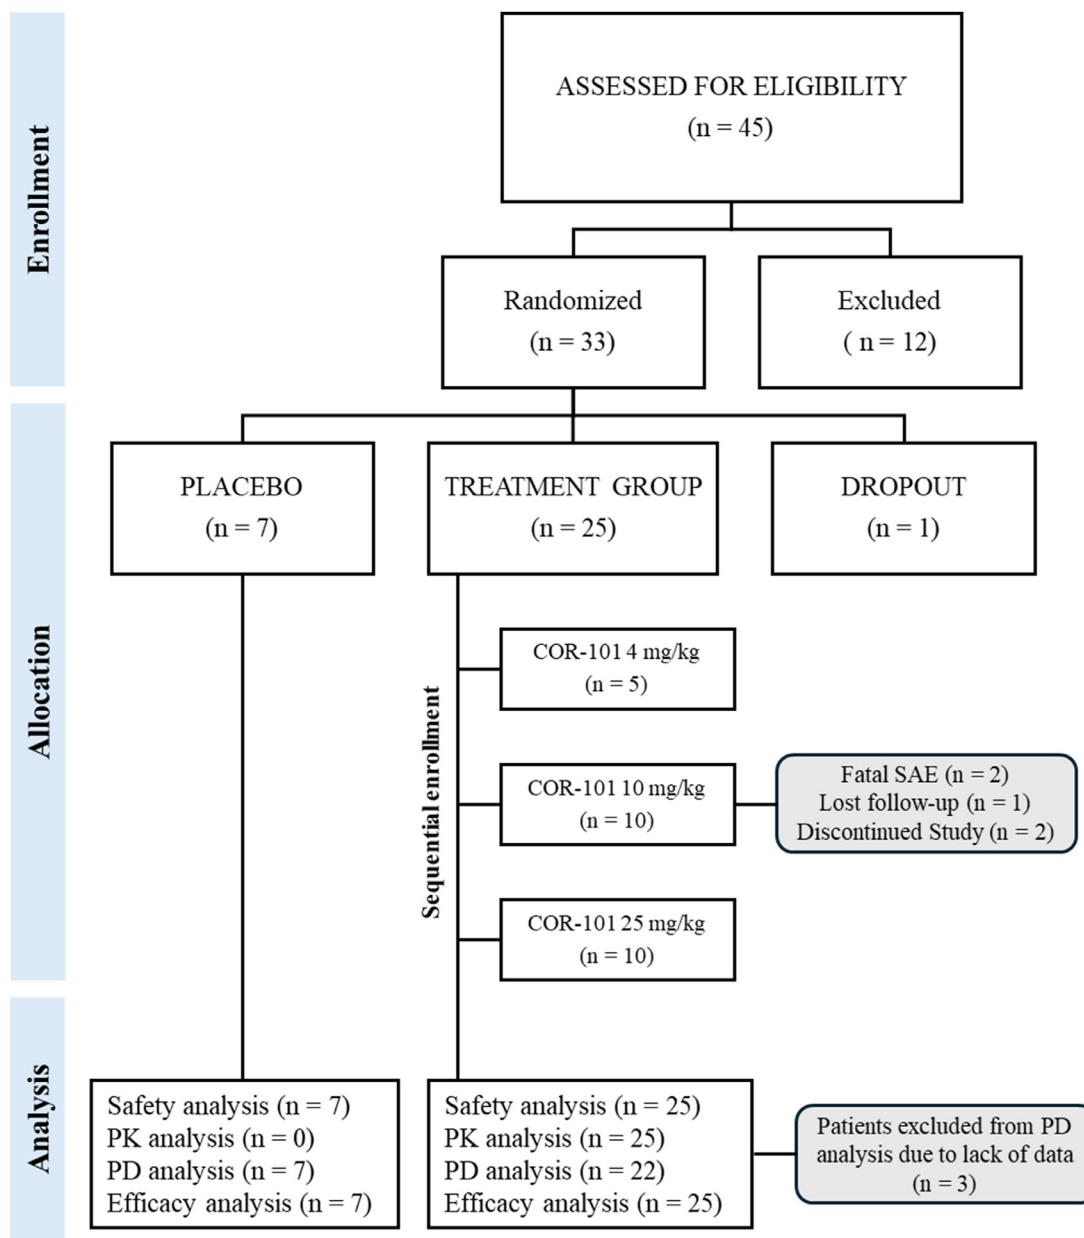 Enrollment
ASSESSED FOR ELIGIBILITY
(n = 45)
Randomized
(n = 33)
Excluded
( n = 12)
Allocation
PLACEBO
(n = 7)
TREATMENT GROUP
(n = 25)
DROPOUT
(n = 1)
Sequential enrollment
COR-101 4 mg/kg
(n = 5)
COR-101 10 mg/kg
(n = 10)
Fatal SAE (n = 2)
Lost follow-up (n = 1)
Discontinued Study (n = 2)
COR-101 25 mg/kg
(n = 10)
Analysis
Safety analysis (n = 7)
PK analysis (n = 0)
PD analysis (n = 7)
Efficacy analysis (n = 7)
Safety analysis (n = 25)
PK analysis (n = 25)
PD analysis (n = 22)
Efficacy analysis (n = 25)
Patients excluded from PD
analysis due to lack of data
(n = 3)